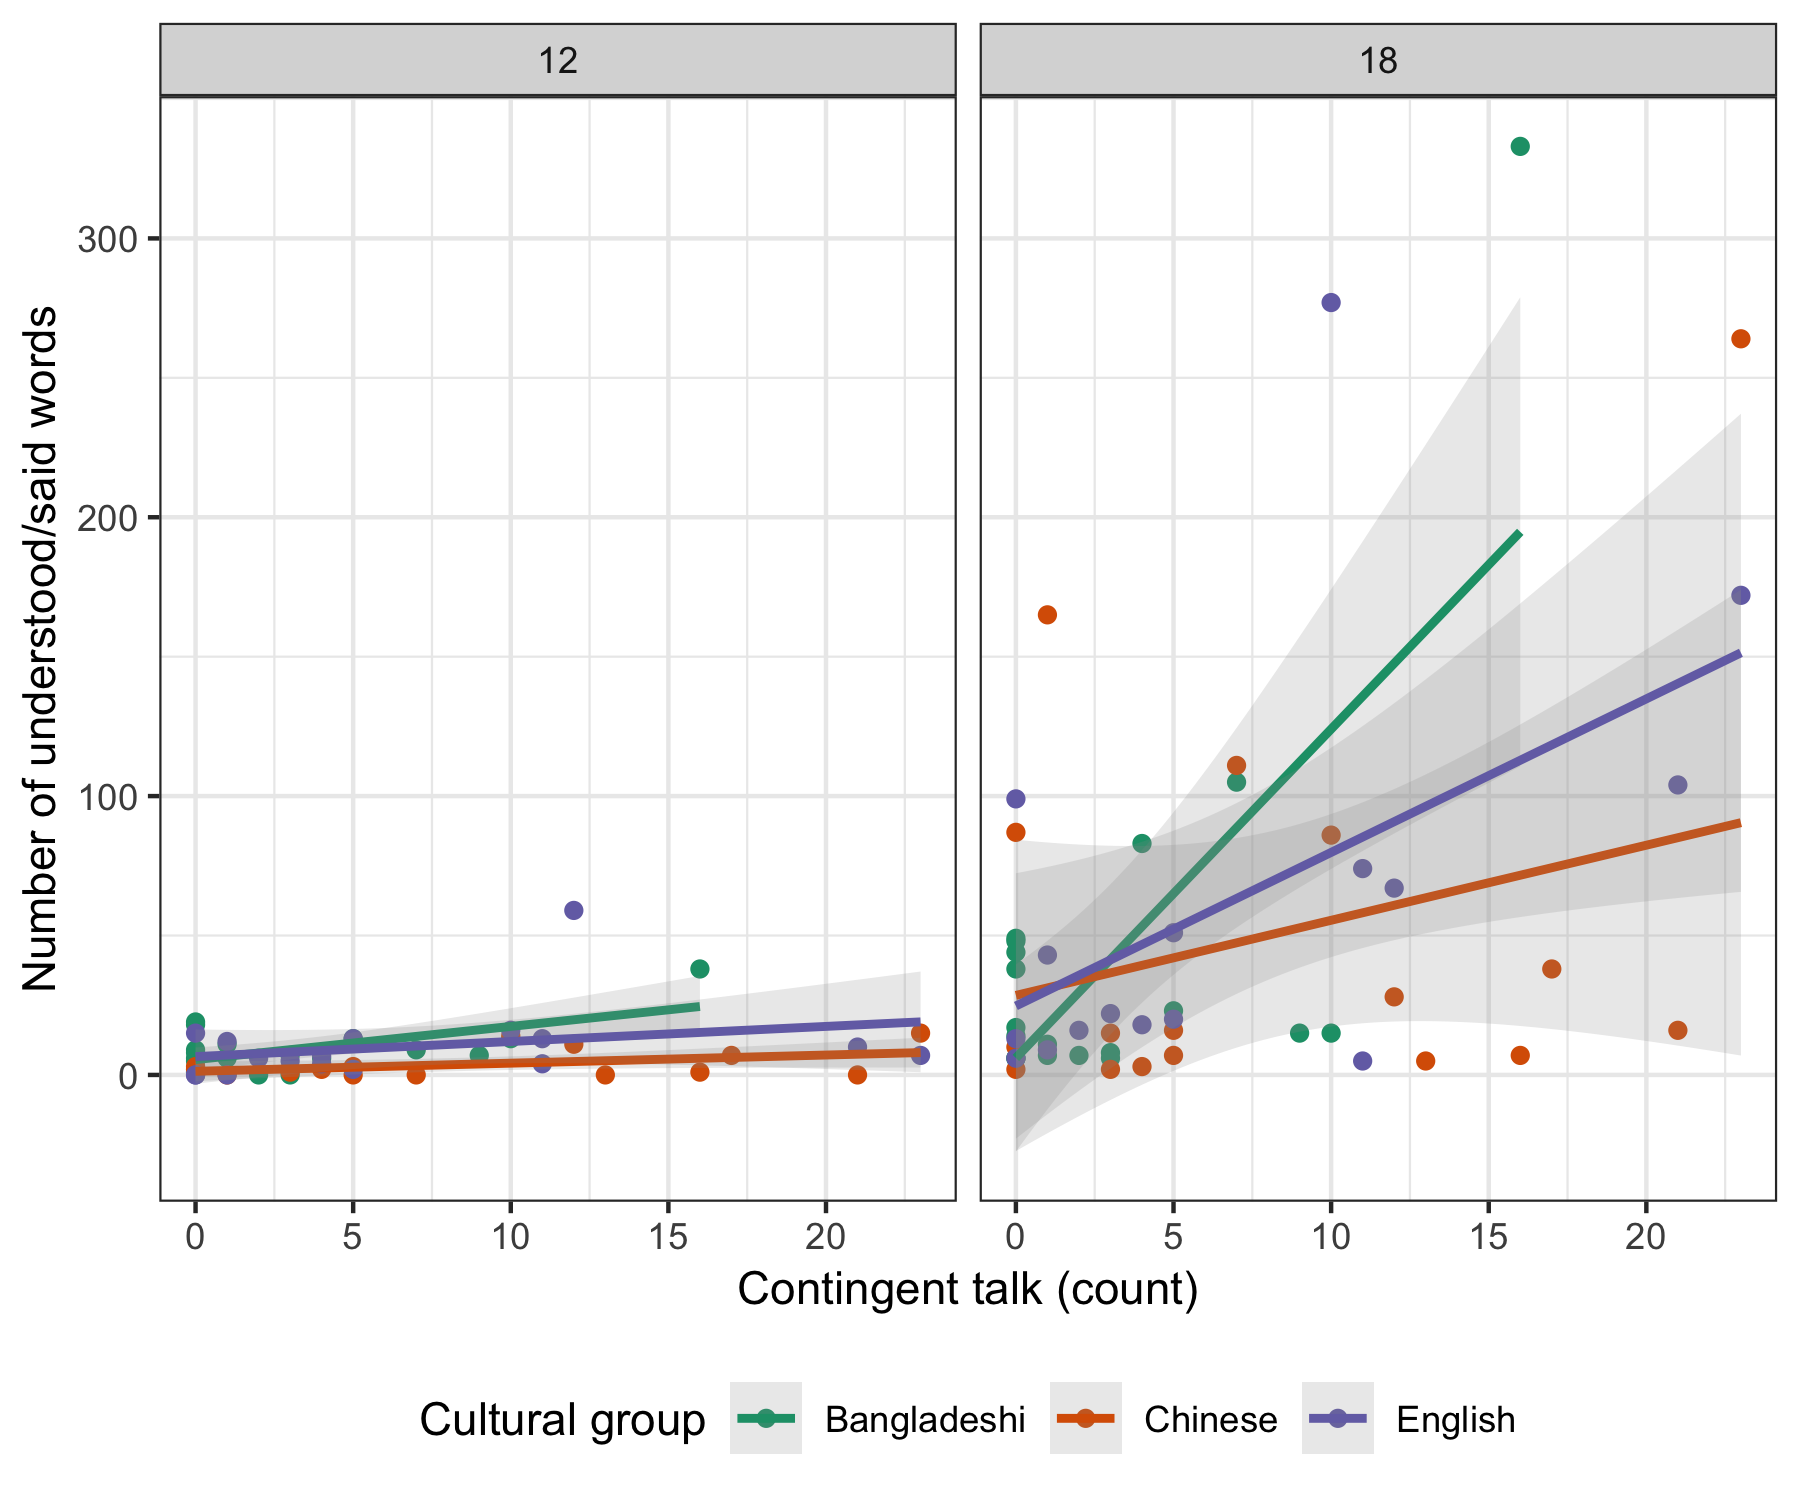 12
18
Number of understood/said words
300
200
100
0
0 5 10 15 20
0 5 10 15 20
Contingent talk (count)
Cultural group Bangladeshi Chinese English